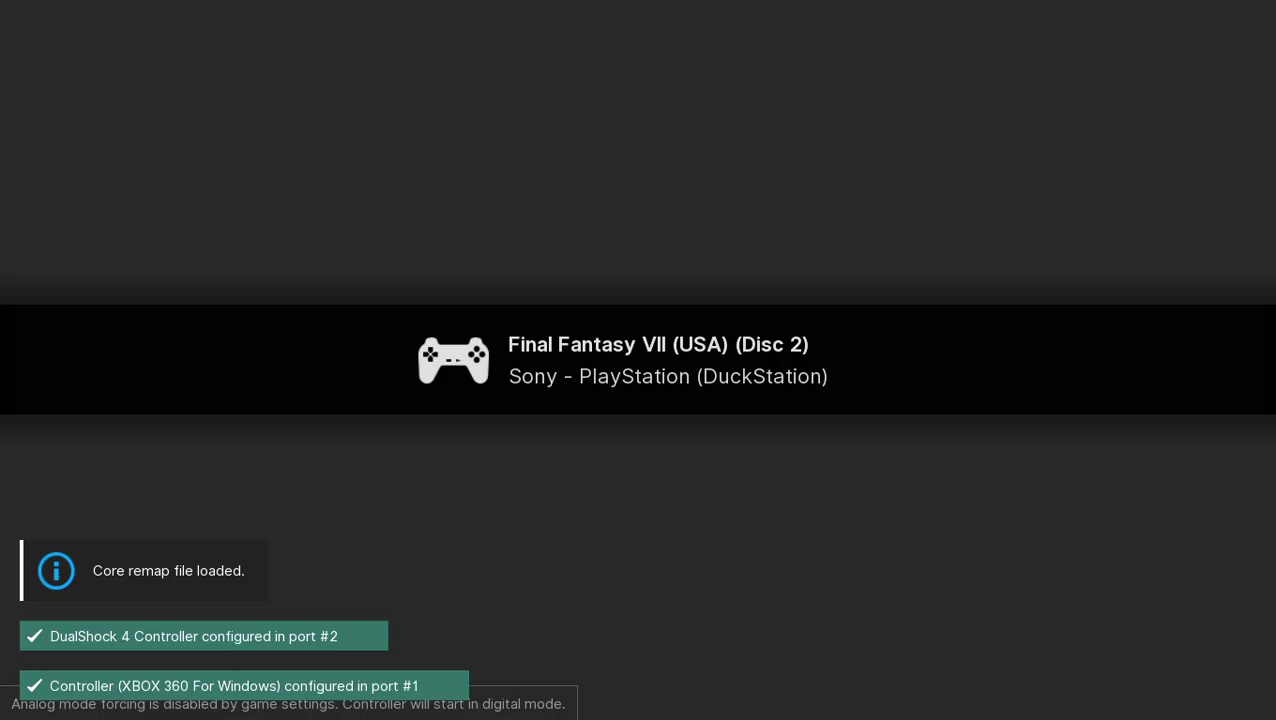 Final Fantasy VII (USA) (Disc 2)
Sony - PlayStation (DuckStation)
Core remap file loaded.
DualShock 4 Controller configured in port #2
Controller (XBOX 360 For Windows) configured in port #1
Analog mode forcing is disabled by game settings. Controller will start in digital mode.